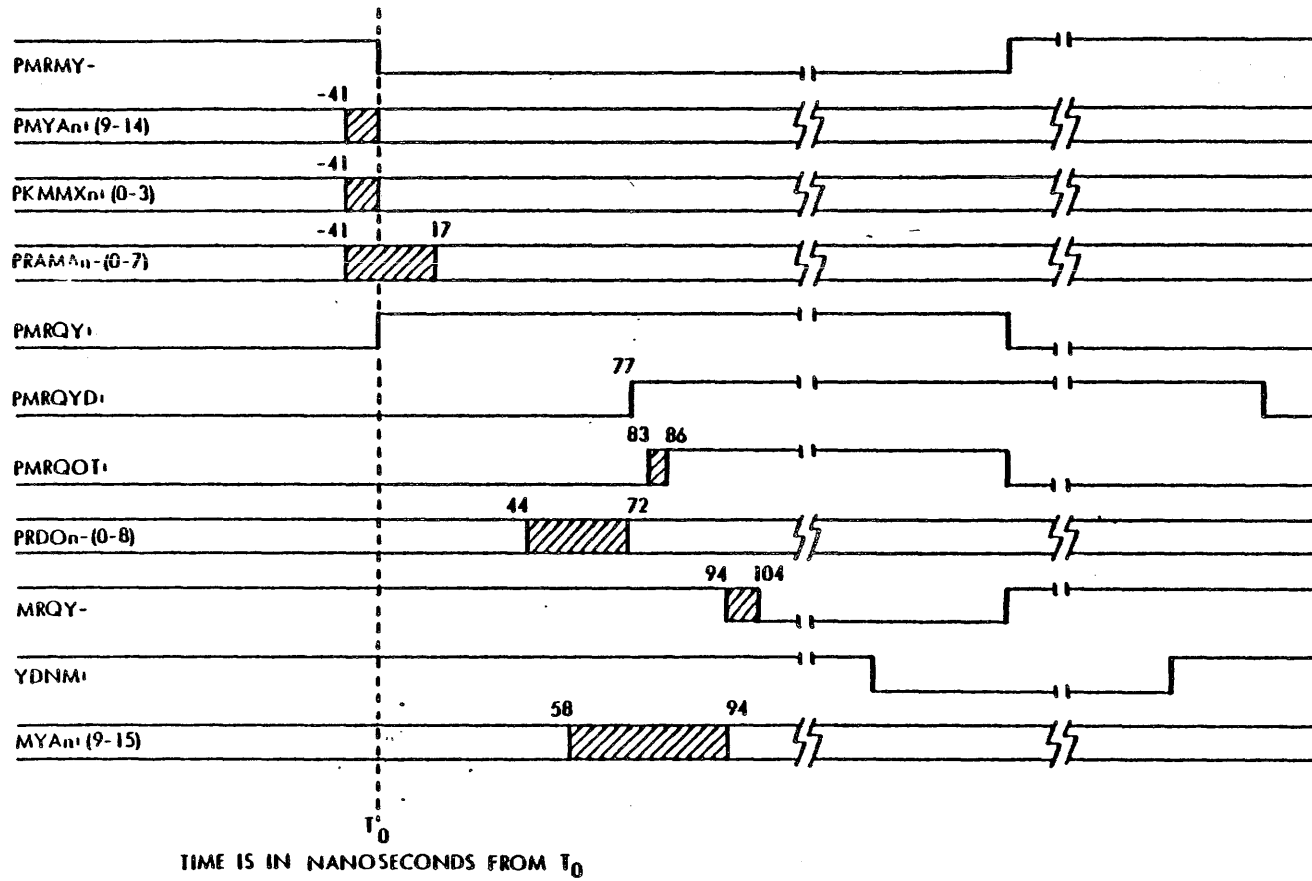 PMRMY-
-41
PMYAn+(9-14)
-41
PKMMXn+(0-3)
-41 17
PRAMAn-(0-7)
PMRQY+
77
PMRQYD+
83 86
PMRQOT+
44 72
PRDOn-(0-8)
94 104
MRQY-
YDNM+
58 94
MYAn+(9-15)
T0
TIME IS IN NANOSECONDS FROM T0